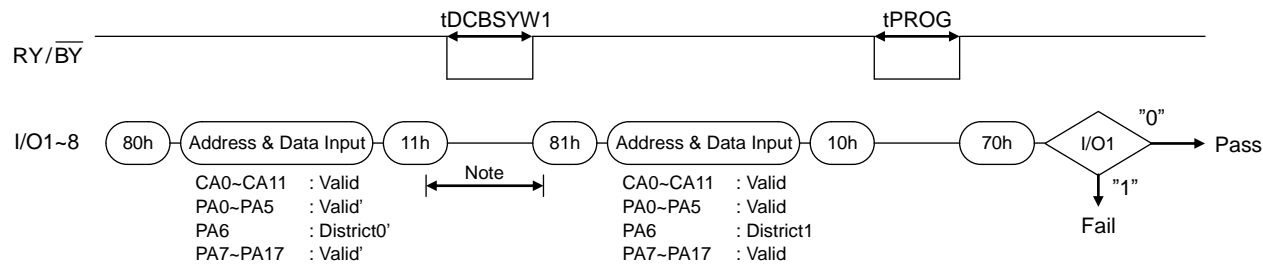 tDCBSYW1 tPROG
RY/BY
I/O1~8 80h Address & Data Input 11h 81h Address & Data Input 10h 70h I/O1 "0" Pass
Note
"1"
Fail
CA0~CA11 : Valid
PA0~PA5 : Valid'
PA6 : District0'
PA7~PA17 : Valid'
CA0~CA11 : Valid
PA0~PA5 : Valid
PA6 : District1
PA7~PA17 : Valid